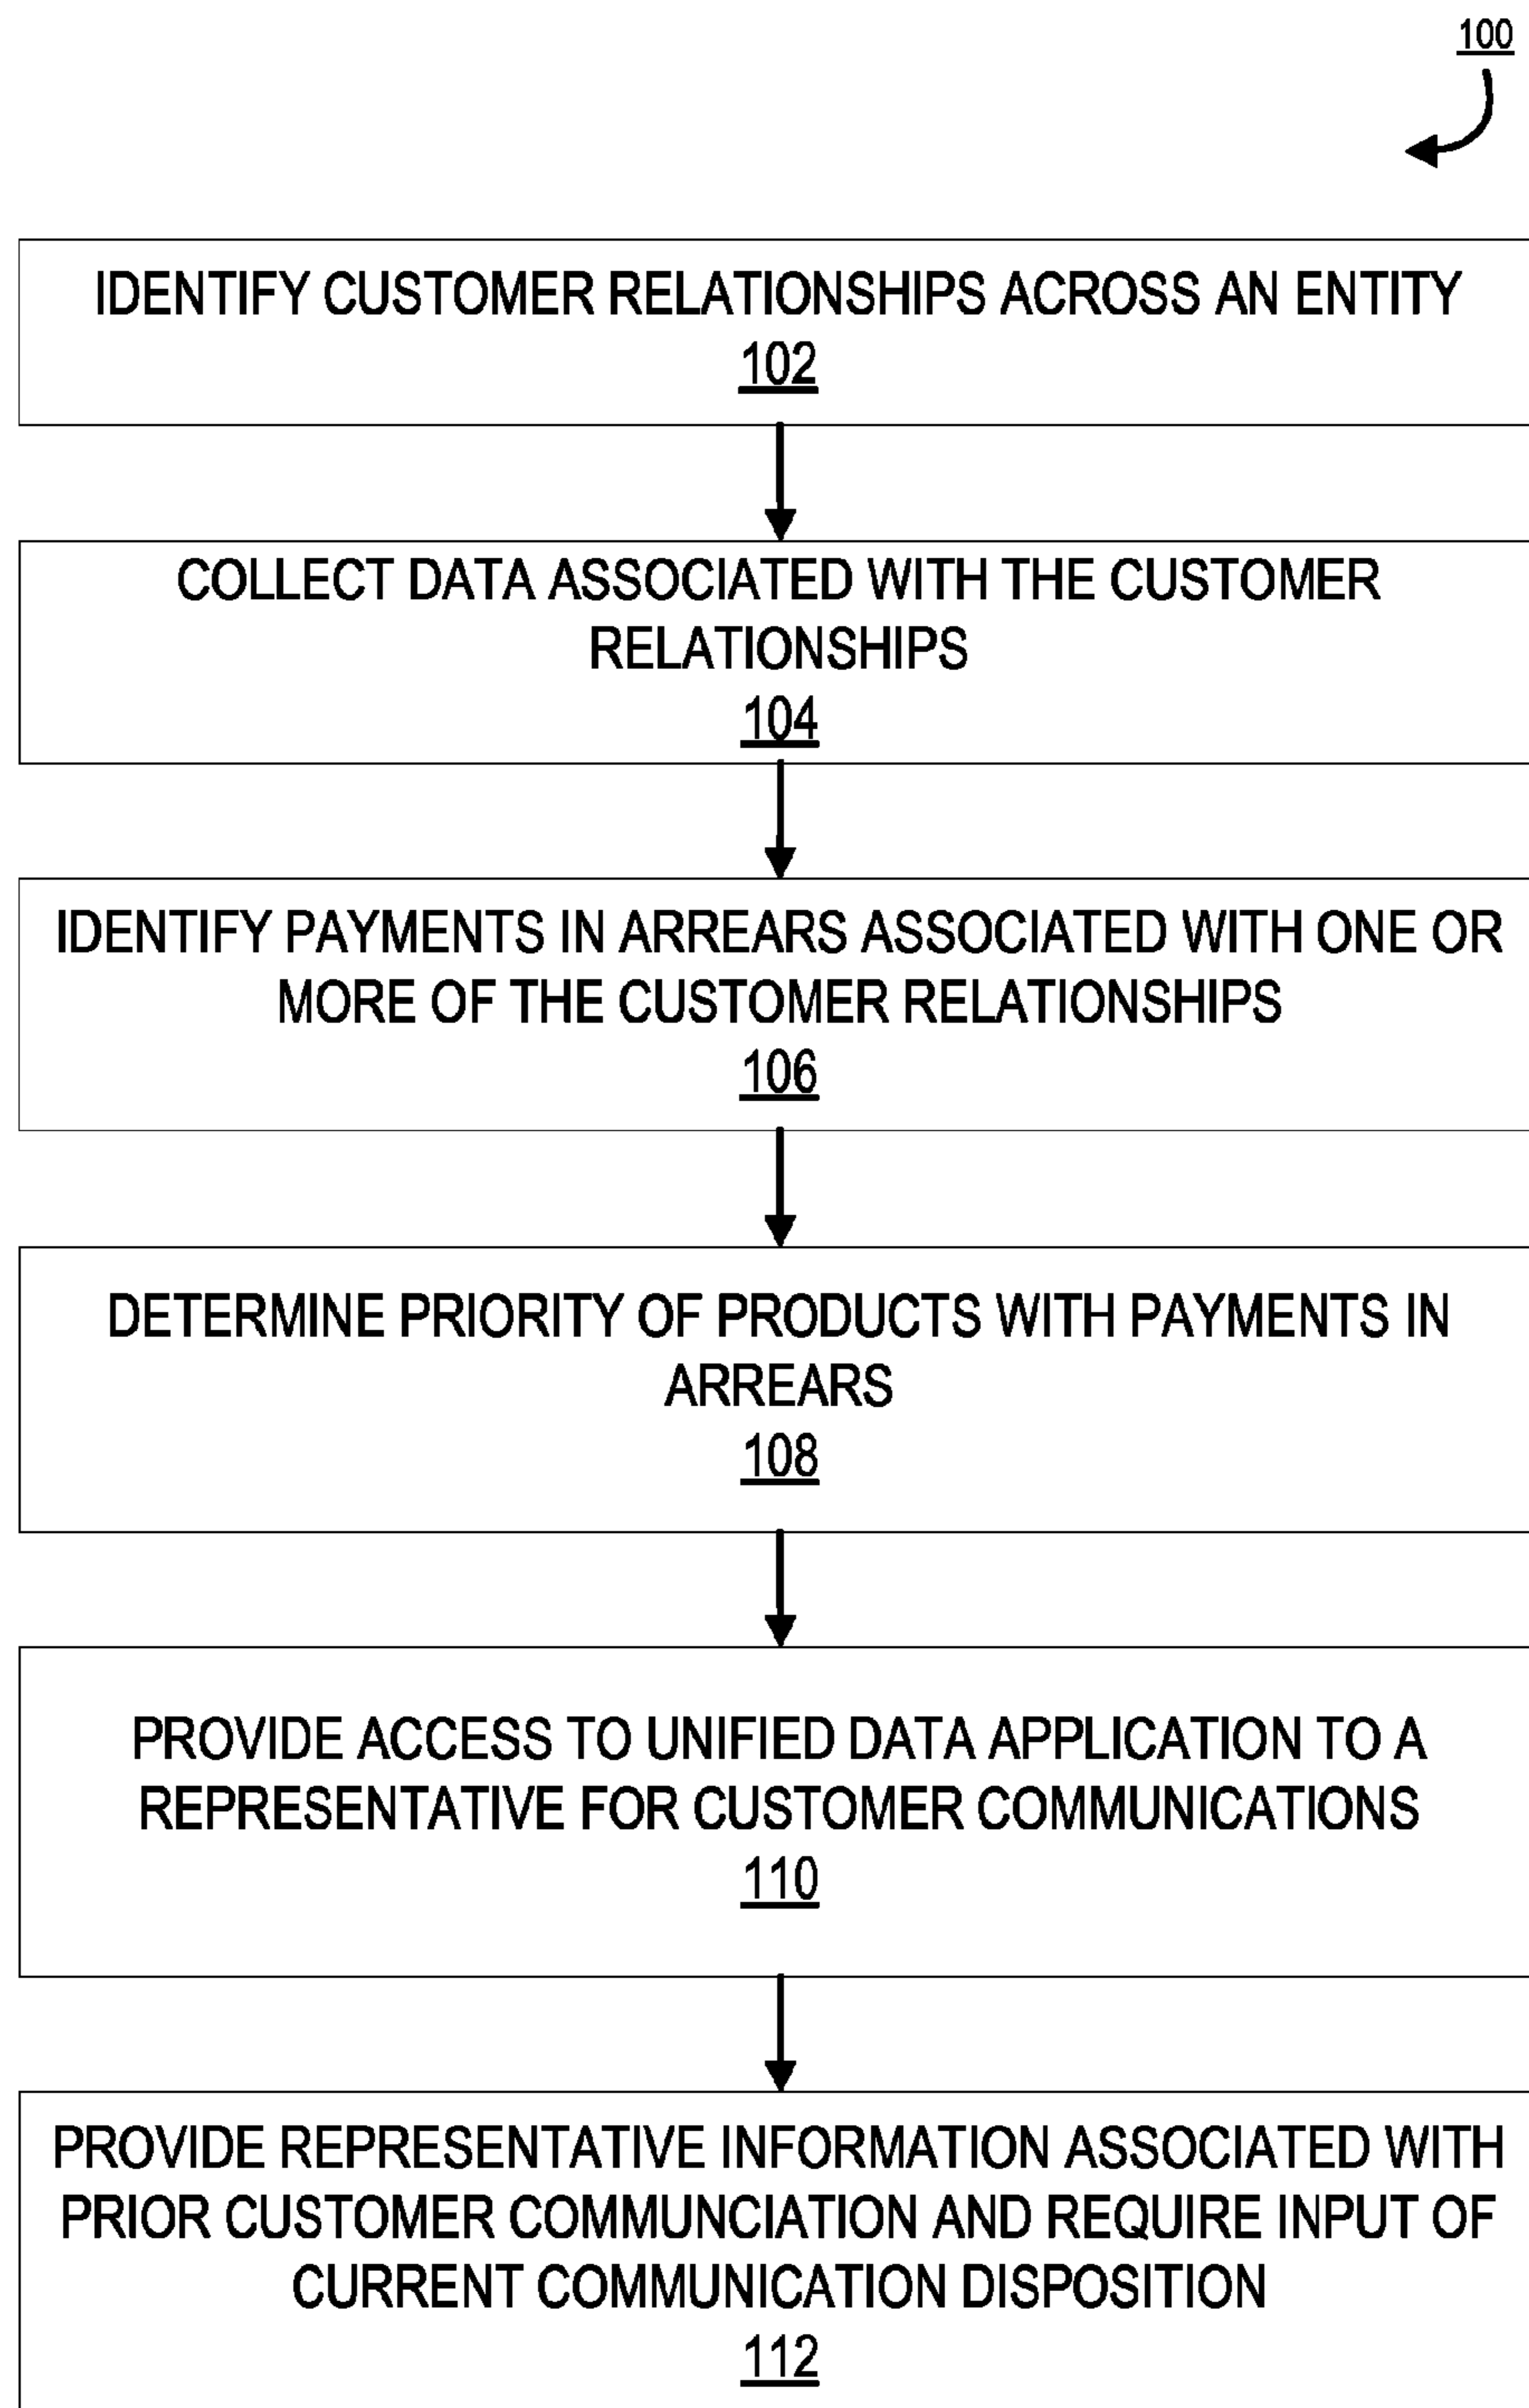 100
IDENTIFY CUSTOMER RELATIONSHIPS ACROSS AN ENTITY
102
COLLECT DATA ASSOCIATED WITH THE CUSTOMER
RELATIONSHIPS
104
IDENTIFY PAYMENTS IN ARREARS ASSOCIATED WITH ONE OR
MORE OF THE CUSTOMER RELATIONSHIPS
106
DETERMINE PRIORITY OF PRODUCTS WITH PAYMENTS IN
ARREARS
108
PROVIDE ACCESS TO UNIFIED DATA APPLICATION TO A
REPRESENTATIVE FOR CUSTOMER COMMUNICATIONS
110
PROVIDE REPRESENTATIVE INFORMATION ASSOCIATED WITH
PRIOR CUSTOMER COMMUNCIATION AND REQUIRE INPUT OF
CURRENT COMMUNICATION DISPOSITION
112